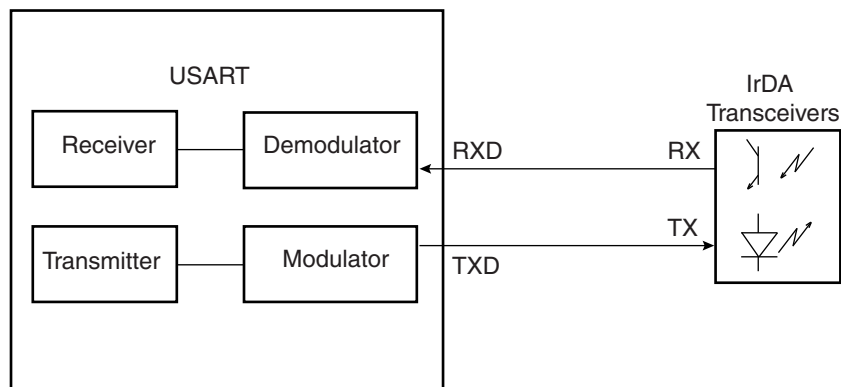 USART
IrDA
Transceivers
Receiver
Demodulator
RXD
RX
Transmitter
Modulator
TX
TXD